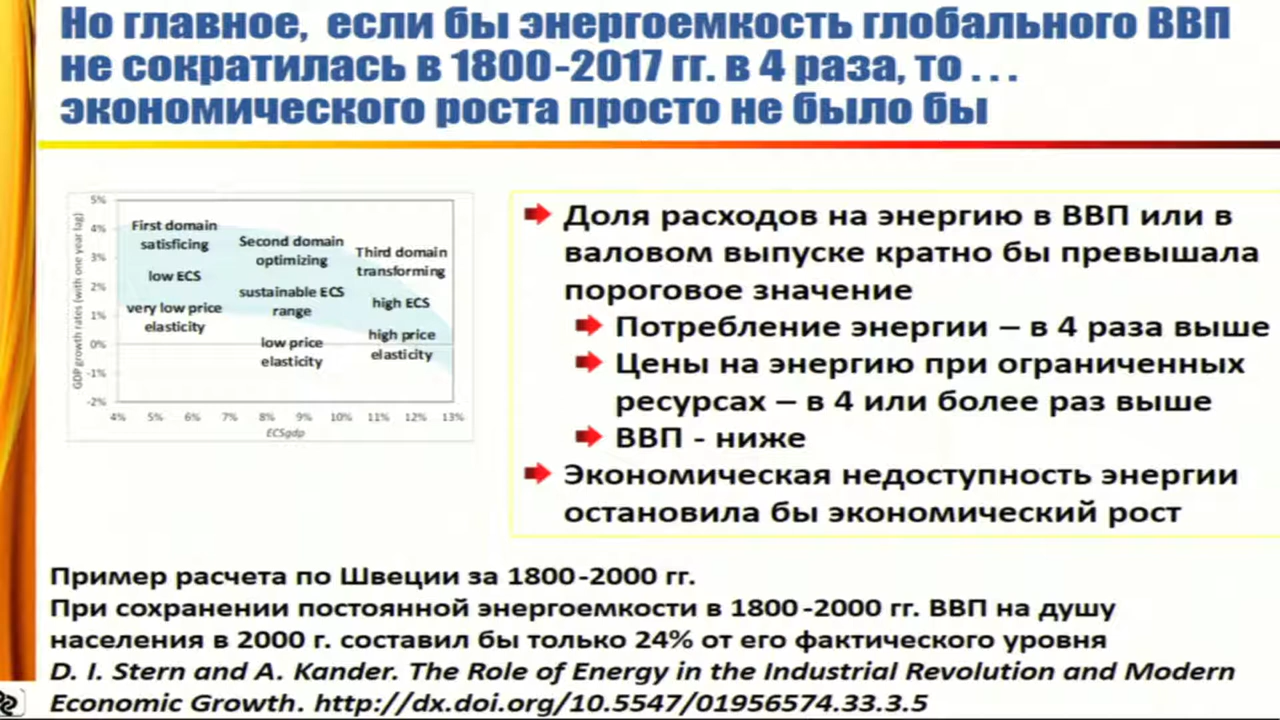 Но главное, если бы энергоемкость глобального ВВП
не сократилась в 1800-2017 гг. в 4 раза, то . . .
экономического роста просто не было бы
GDP growth rates (with one year lag)
5%
4%
3%
2%
1%
0%
-1%
-2%
First domain
satisficing
low ECS
very low price
elasticity
Second domain
optimizing
sustainable ECS
range
low price
elasticity
Third domain
transforming
high ECS
high price
elasticity
4% 5% 6% 7% 8% 9% 10% 11% 12% 13%
ECSgdp
Доля расходов на энергию в ВВП или в
валовом выпуске кратно бы превышала
пороговое значение
Потребление энергии – в 4 раза выше
Цены на энергию при ограниченных
ресурсах – в 4 или более раз выше
ВВП - ниже
Экономическая недоступность энергии
остановила бы экономический рост
Пример расчета по Швеции за 1800-2000 гг.
При сохранении постоянной энергоемкости в 1800-2000 гг. ВВП на душу
населения в 2000 г. составил бы только 24% от его фактического уровня
D. I. Stern and A. Kander. The Role of Energy in the Industrial Revolution and Modern
Economic Growth. http://dx.doi.org/10.5547/01956574.33.3.5